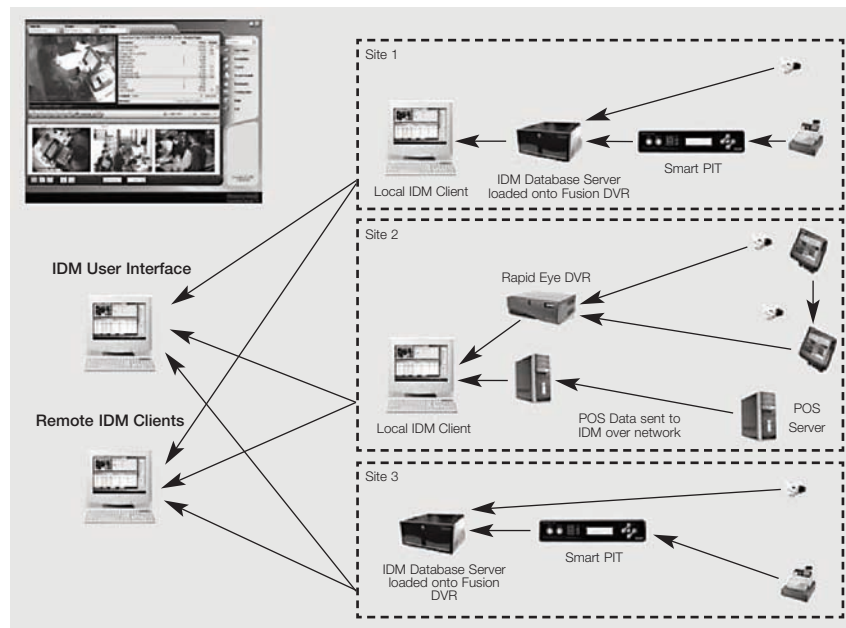 Site 1
Local IDM Client
IDM Database Server
loaded onto Fusion DVR
Smart PIT
Site 2
IDM User Interface
Rapid Eye DVR
Remote IDM Clients
Local IDM Client
POS Data sent to
IDM over network
POS
Server
Site 3
IDM Database Server
loaded onto Fusion
DVR
Smart PIT